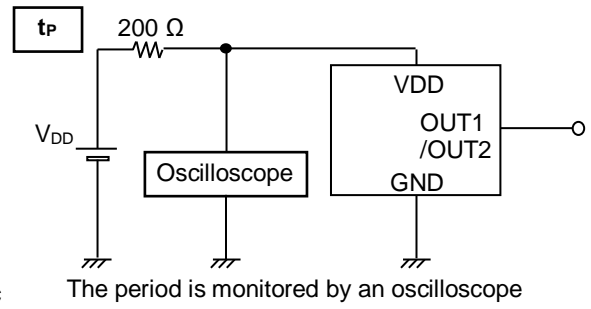 tP
200 Ω
VDD
VDD
OUT1
/OUT2
Oscilloscope
GND
The period is monitored by an oscilloscope